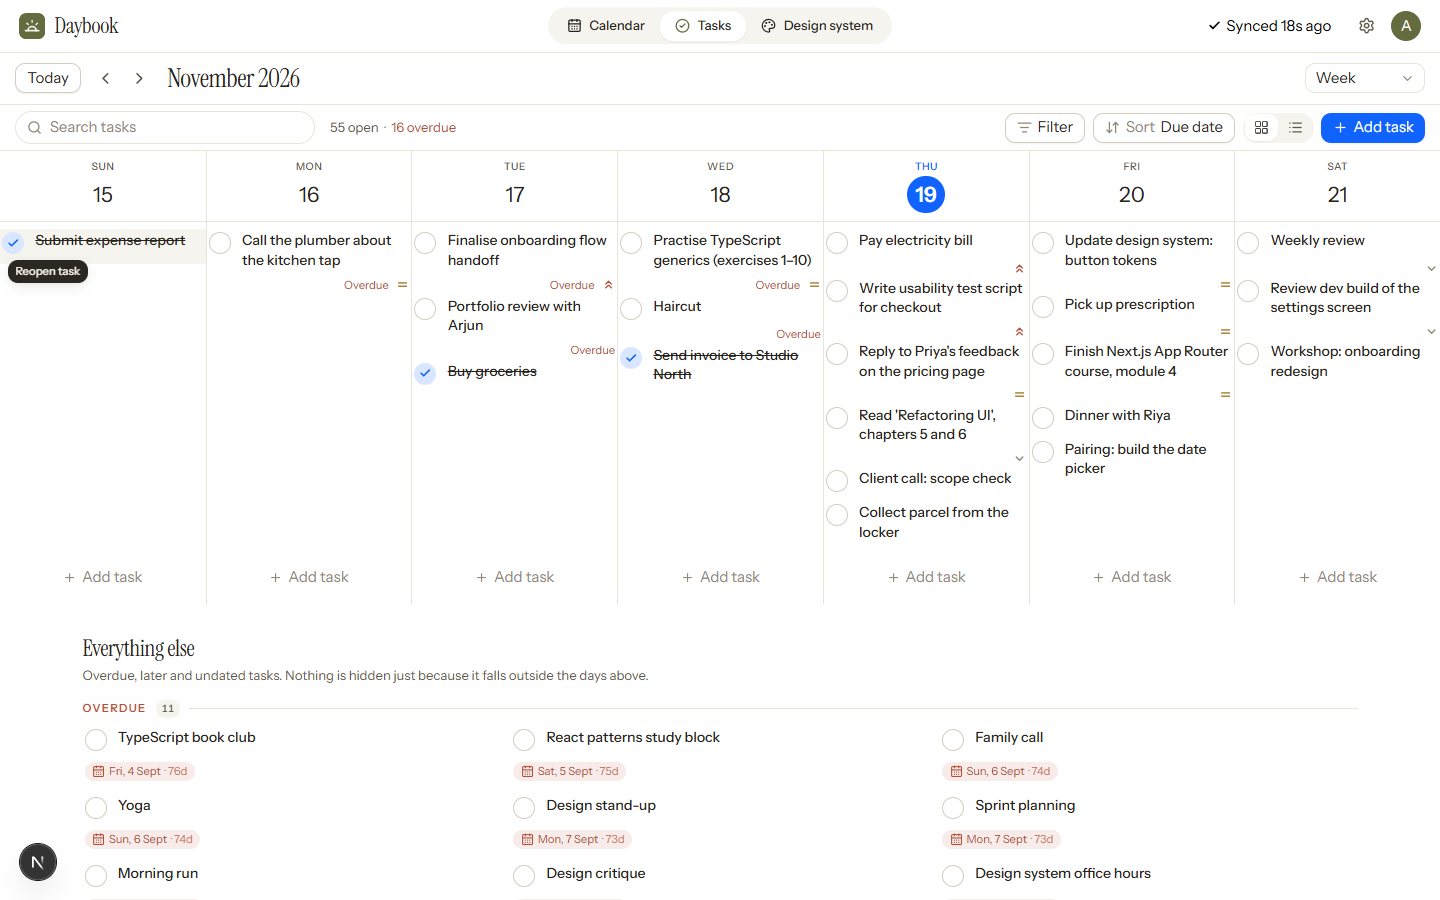 Daybook
Calendar
Tasks
Design system
Synced 18s ago
A
Today
November 2026
Week
Search tasks
55 open · 16 overdue
Filter
Sort Due date
Add task
SUN
15
MON
16
TUE
17
WED
18
THU
19
FRI
20
SAT
21
Submit expense report
Reopen task
Call the plumber about
the kitchen tap
Overdue
Finalise onboarding flow
handoff
Overdue
Portfolio review with
Arjun
Overdue
Buy groceries
Practise TypeScript
generics (exercises 1–10)
Overdue
Haircut
Overdue
Send invoice to Studio
North
Pay electricity bill
Write usability test script
for checkout
Reply to Priya's feedback
on the pricing page
Read 'Refactoring UI',
chapters 5 and 6
Client call: scope check
Collect parcel from the
locker
Update design system:
button tokens
Pick up prescription
Finish Next.js App Router
course, module 4
Dinner with Riya
Pairing: build the date
picker
Weekly review
Review dev build of the
settings screen
Workshop: onboarding
redesign
Add task
Add task
Add task
Add task
Add task
Add task
Add task
Everything else
Overdue, later and undated tasks. Nothing is hidden just because it falls outside the days above.
OVERDUE 11
TypeScript book club
Fri, 4 Sept · 76d
React patterns study block
Sat, 5 Sept · 75d
Family call
Sun, 6 Sept · 74d
Yoga
Sun, 6 Sept · 74d
Design stand-up
Mon, 7 Sept · 73d
Sprint planning
Mon, 7 Sept · 73d
Morning run
Design critique
Design system office hours
N